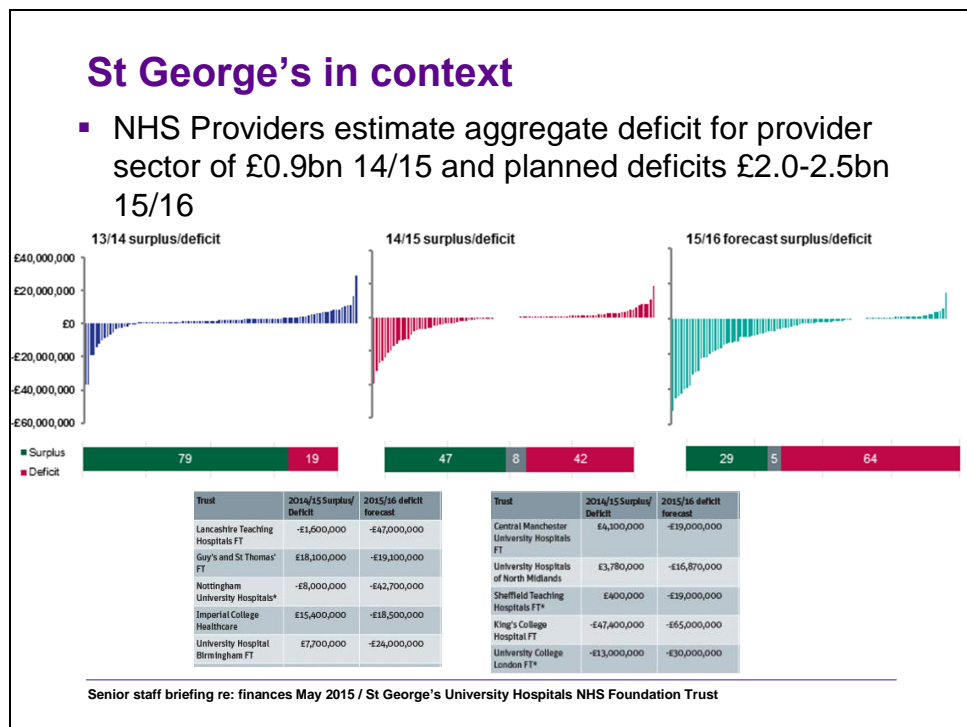 St George's in context
▪ NHS Providers estimate aggregate deficit for provider
sector of £0.9bn 14/15 and planned deficits £2.0-2.5bn
15/16
13/14 surplus/deficit
14/15 surplus/deficit
15/16 forecast surplus/deficit
£40,000,000
£20,000,000
£0
-£20,000,000
-£40,000,000
-£60,000,000
Surplus
Deficit
79 19
47 8 42
29 5 64
Trust 2014/15 Surplus/ 2015/16 deficit
Deficit forecast
Lancashire Teaching -£1,600,000 -£47,000,000
Hospitals FT
Guy's and St Thomas' £18,100,000 -£19,100,000
FT
Nottingham -£8,000,000 -£42,700,000
University Hospitals*
Imperial College £15,400,000 -£18,500,000
Healthcare
University Hospital £7,700,000 -£24,000,000
Birmingham FT
Trust 2014/15 Surplus/ 2015/16 deficit
Deficit forecast
Central Manchester £4,100,000 -£19,000,000
University Hospitals
FT
University Hospitals £3,780,000 -£16,870,000
of North Midlands
Sheffield Teaching £400,000 -£19,000,000
Hospitals FT*
King's College -£47,400,000 -£65,000,000
Hospital FT
University College -£13,000,000 -£30,000,000
London FT*
Senior staff briefing re: finances May 2015 / St George's University Hospitals NHS Foundation Trust